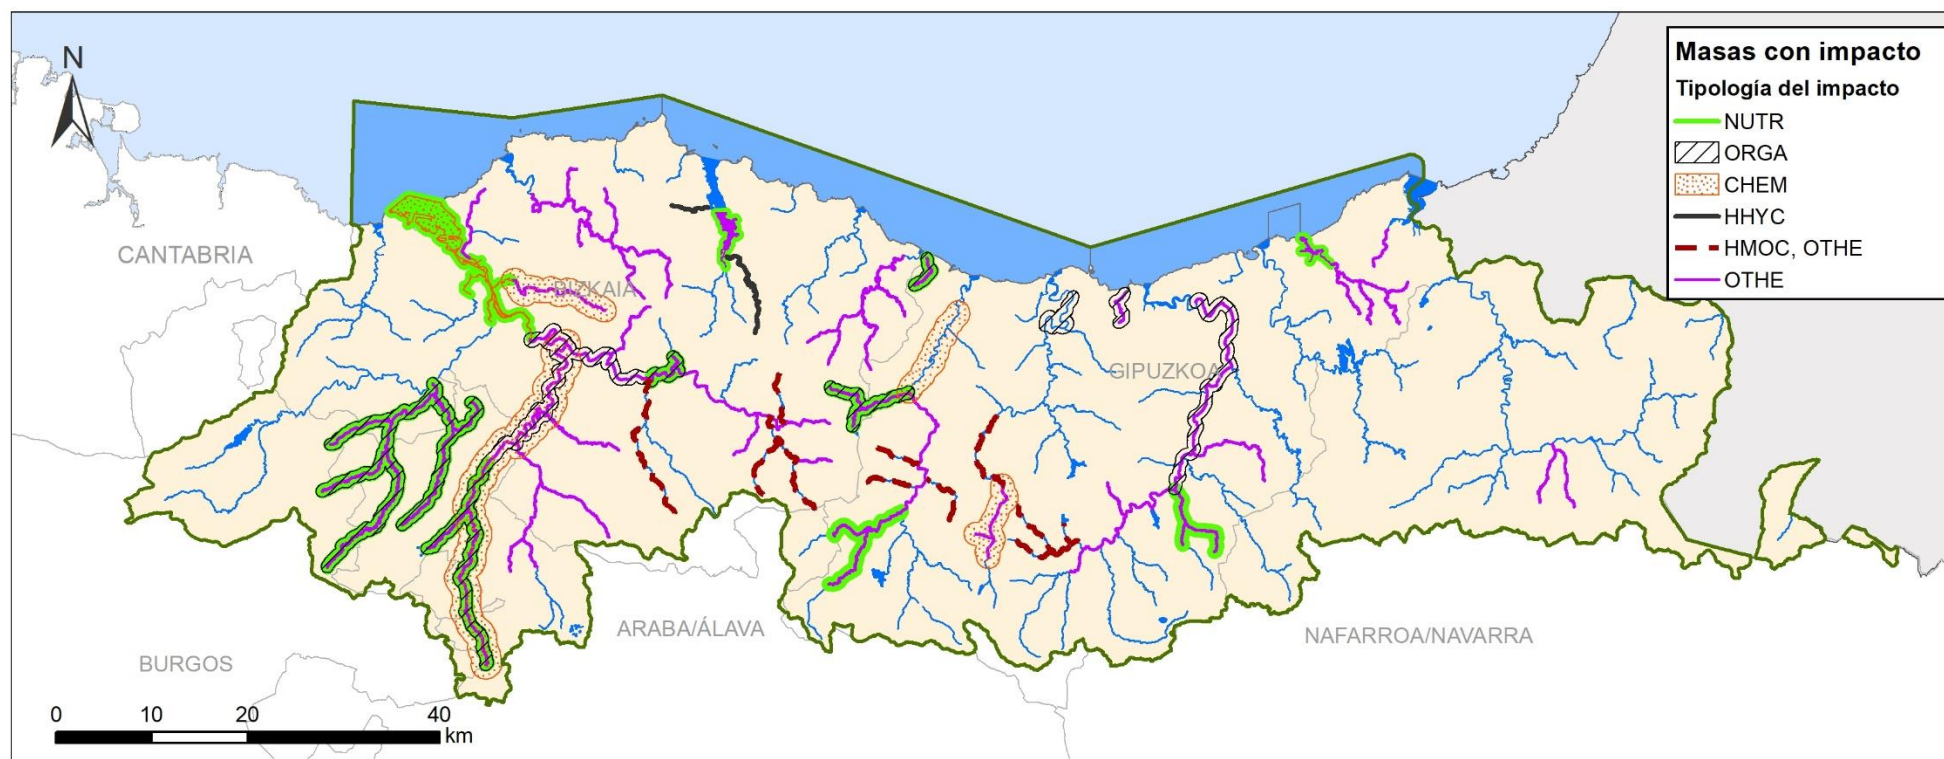 N
Masas con impacto
Tipología del impacto
NUTR
ORGA
CHEM
HHYC
HMOC, OTHE
OTHE
CANTABRIA
BIZKAIA
GIPUZKOA
ARABA/ÁLAVA
NAFARROA/NAVARRA
BURGOS
0 10 20 40
km